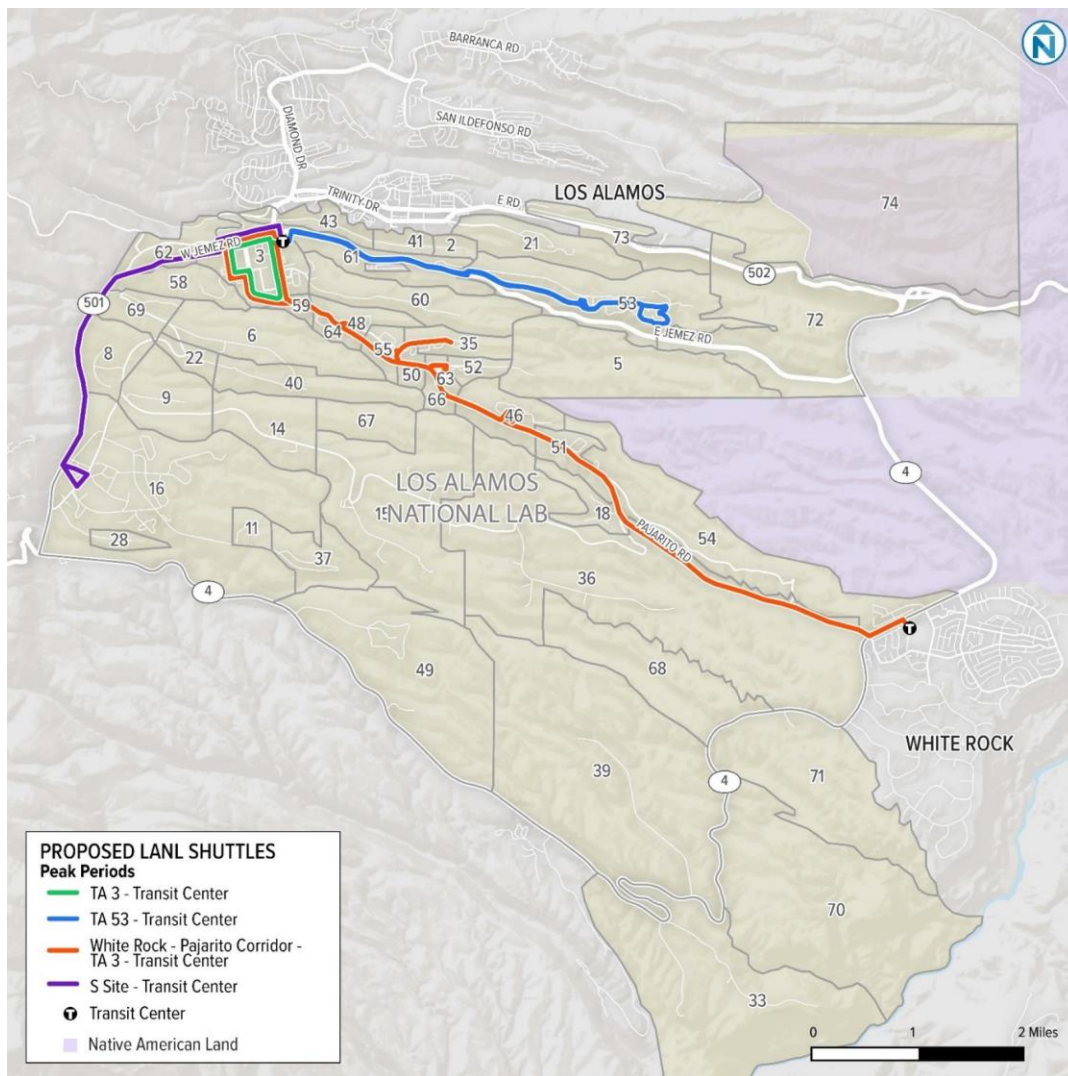 N
BARRANCA RD
DIAMOND DR
SAN ILDEFONSO RD
TRINITY DR
E RD
LOS ALAMOS
74
43
62
W JEMEZ RD
3
T
41
2
21
73
61
502
58
501
69
59
60
53
E JEMEZ RD
72
6
64
48
55
35
8
22
50
63
52
5
40
66
9
46
14
67
51
4
16
LOS ALAMOS
NATIONAL LAB
15
18
11
28
37
PAJARITO RD
54
36
4
T
49
68
WHITE ROCK
39
4
71
70
33
PROPOSED LANL SHUTTLES
Peak Periods
TA 3 - Transit Center
TA 53 - Transit Center
White Rock - Pajarito Corridor -
TA 3 - Transit Center
S Site - Transit Center
T Transit Center
Native American Land
0 1 2 Miles